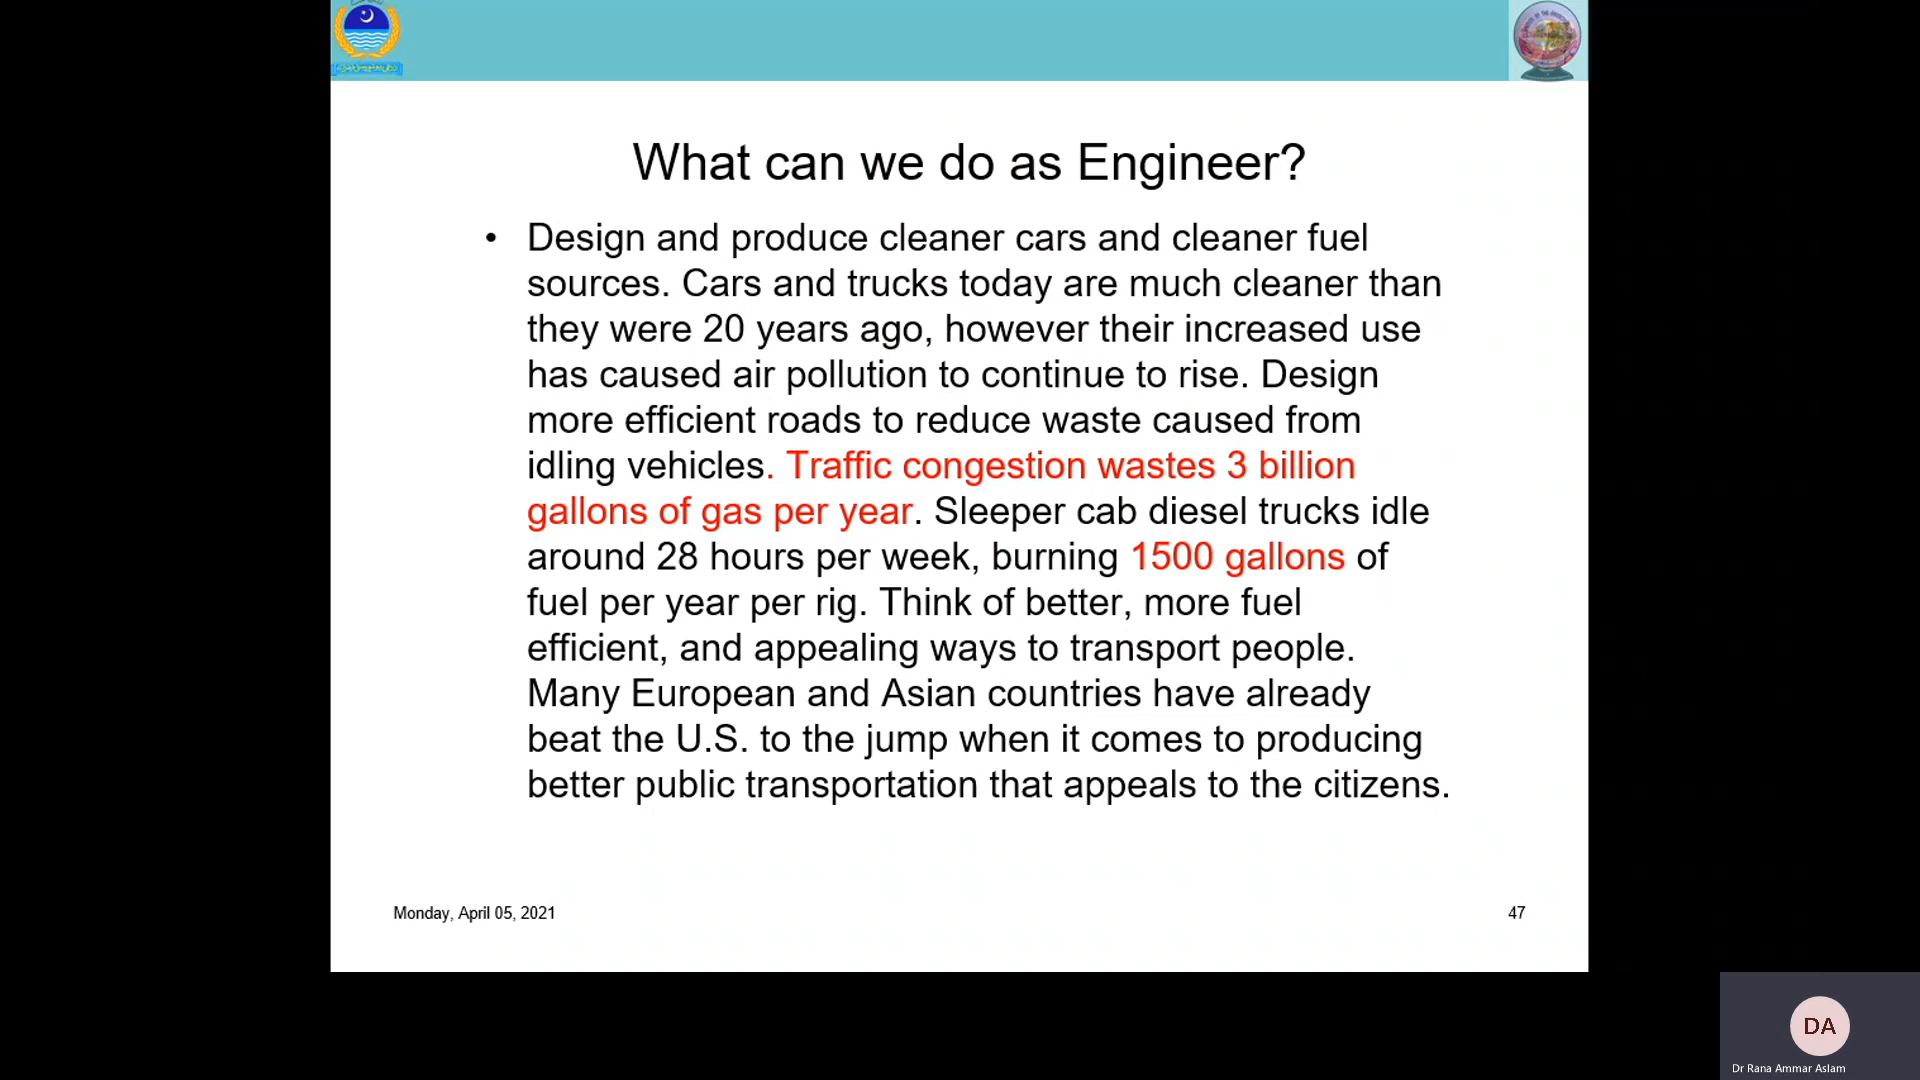 What can we do as Engineer?
• Design and produce cleaner cars and cleaner fuel
sources. Cars and trucks today are much cleaner than
they were 20 years ago, however their increased use
has caused air pollution to continue to rise. Design
more efficient roads to reduce waste caused from
idling vehicles. Traffic congestion wastes 3 billion
gallons of gas per year. Sleeper cab diesel trucks idle
around 28 hours per week, burning 1500 gallons of
fuel per year per rig. Think of better, more fuel
efficient, and appealing ways to transport people.
Many European and Asian countries have already
beat the U.S. to the jump when it comes to producing
better public transportation that appeals to the citizens.
Monday, April 05, 2021
47
DA
Dr Rana Ammar Aslam